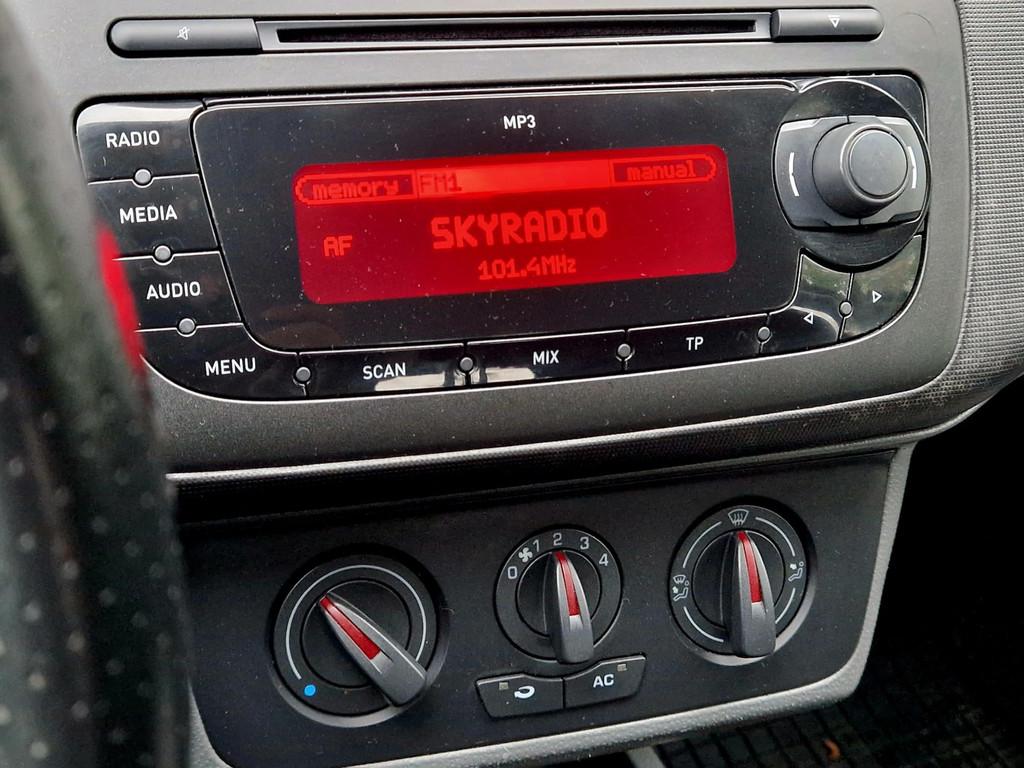 MP3
RADIO
memory FM1 manual
MEDIA
AF SKYRADIO
101.4MHz
AUDIO
MENU SCAN MIX TP
0 1 2 3 4
AC